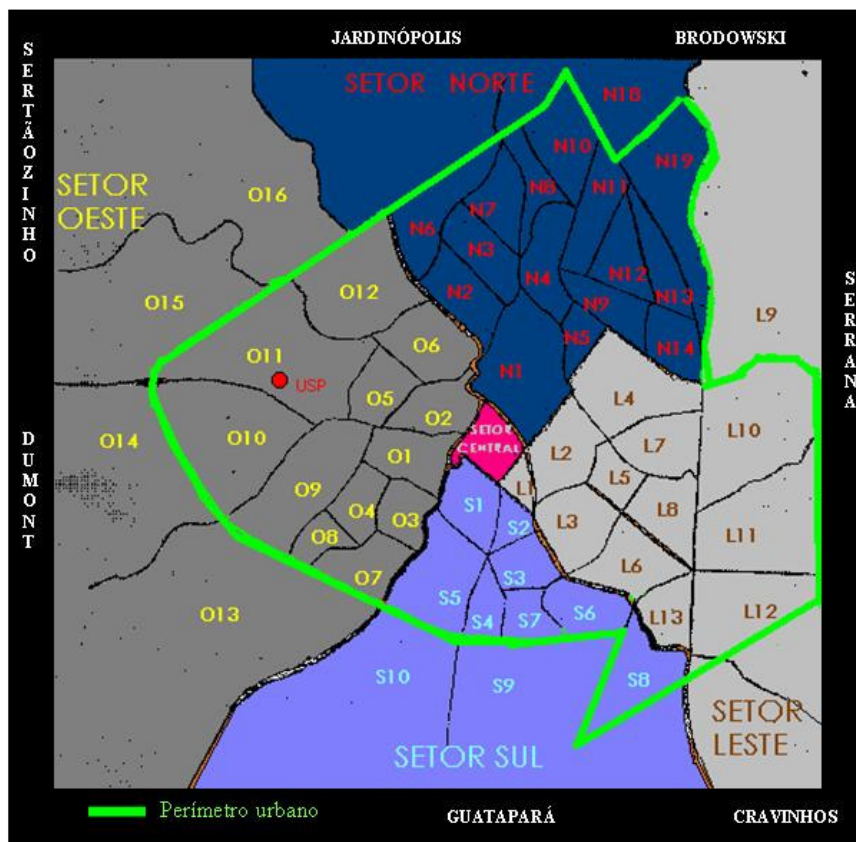 JARDINÓPOLIS
BRODOWSKI
SERTÃOZINHO
DUMONT
SERRANA
SETOR NORTE
N18
N10
N19
N8
N11
N7
N6
N3
N4
N12
N2
N13
N9
N5
N14
N1
SETOR
OESTE
O16
O15
O12
O6
O11
USP
O5
O2
O14
O10
O1
O9
O4
O3
O8
O7
O13
SETOR
CENTRAL
L9
L4
L10
L7
L2
L5
L1
L8
L3
L11
L6
L13
L12
SETOR
LESTE
S1
S2
S3
S5
S4
S7
S6
S10
S9
S8
SETOR SUL
Perímetro urbano
GUATAPARÁ
CRAVINHOS